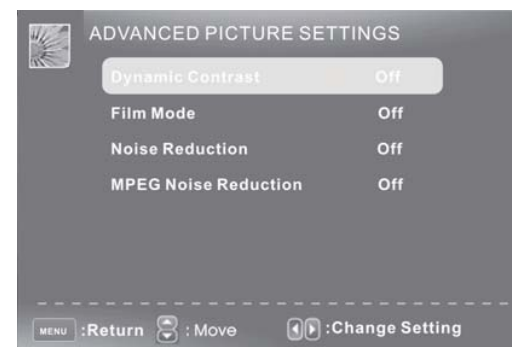 ADVANCED PICTURE SETTINGS
Dynamic Contrast Off
Film Mode Off
Noise Reduction Off
MPEG Noise Reduction Off
MENU :Return : Move :Change Setting